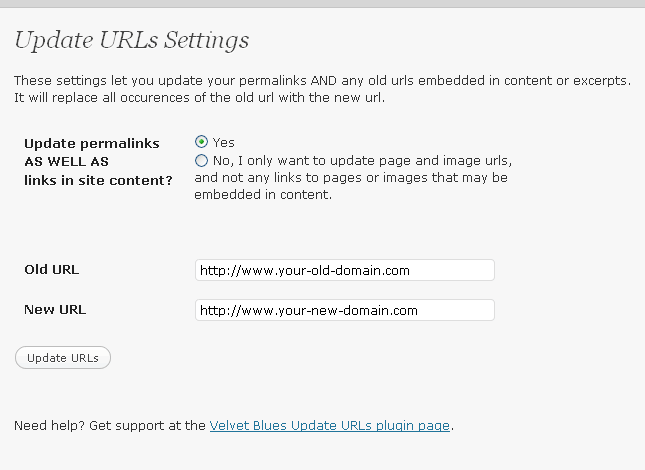 Update URLs Settings
These settings let you update your permalinks AND any old urls embedded in content or excerpts.
It will replace all occurences of the old url with the new url.
Update permalinks
AS WELL AS
links in site content?
Yes
No, I only want to update page and image urls,
and not any links to pages or images that may be
embedded in content.
Old URL
http://www.your-old-domain.com
New URL
http://www.your-new-domain.com
Update URLs
Need help? Get support at the Velvet Blues Update URLs plugin page.